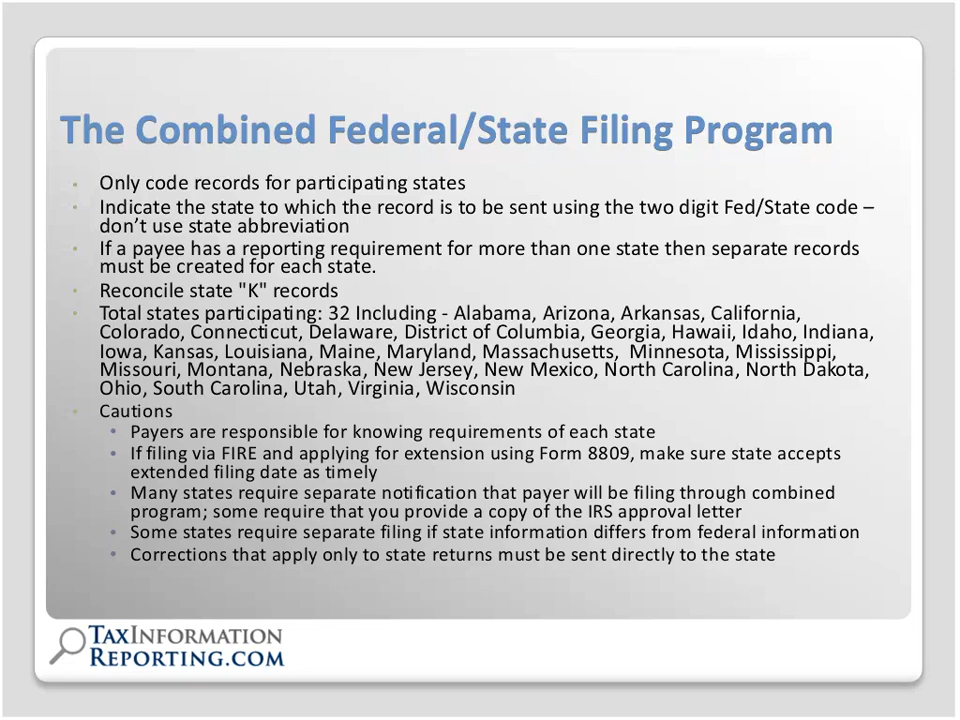 The Combined Federal/State Filing Program
• Only code records for participating states
• Indicate the state to which the record is to be sent using the two digit Fed/State code –
don't use state abbreviation
• If a payee has a reporting requirement for more than one state then separate records
must be created for each state.
• Reconcile state "K" records
• Total states participating: 32 Including - Alabama, Arizona, Arkansas, California,
Colorado, Connecticut, Delaware, District of Columbia, Georgia, Hawaii, Idaho, Indiana,
Iowa, Kansas, Louisiana, Maine, Maryland, Massachusetts, Minnesota, Mississippi,
Missouri, Montana, Nebraska, New Jersey, New Mexico, North Carolina, North Dakota,
Ohio, South Carolina, Utah, Virginia, Wisconsin
• Cautions
• Payers are responsible for knowing requirements of each state
• If filing via FIRE and applying for extension using Form 8809, make sure state accepts
extended filing date as timely
• Many states require separate notification that payer will be filing through combined
program; some require that you provide a copy of the IRS approval letter
• Some states require separate filing if state information differs from federal information
• Corrections that apply only to state returns must be sent directly to the state
TAXINFORMATION
REPORTING.COM